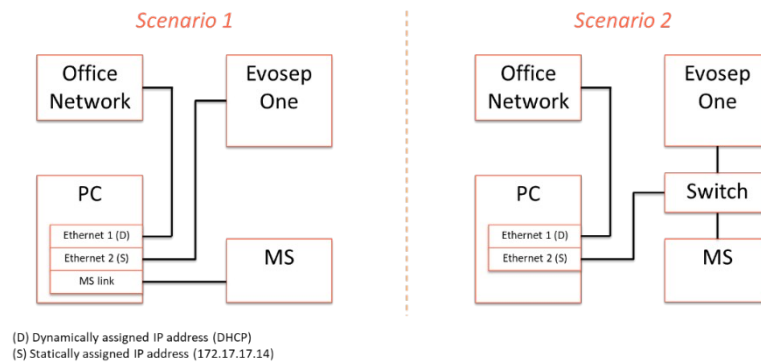 Scenario 1
Office
Network
Evosep
One
PC
Ethernet 1 (D)
Ethernet 2 (S)
MS link
MS
Scenario 2
Office
Network
Evosep
One
PC
Ethernet 1 (D)
Ethernet 2 (S)
Switch
MS
(D) Dynamically assigned IP address (DHCP)
(S) Statically assigned IP address (172.17.17.14)